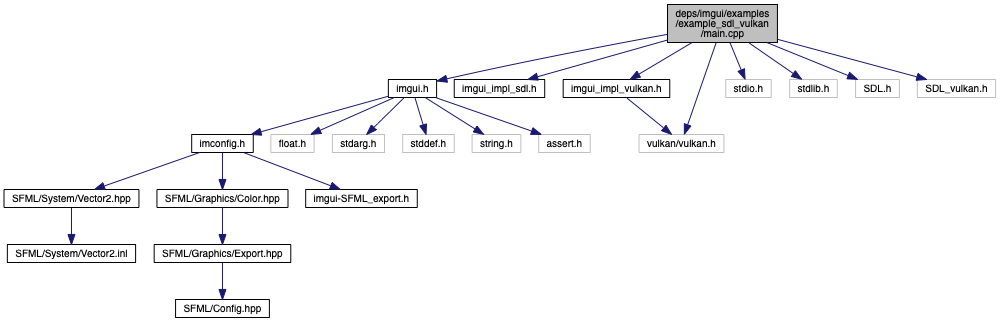 deps/imgui/examples
/example_sdl_vulkan
/main.cpp
imgui.h
imgui_impl_sdl.h
imgui_impl_vulkan.h
stdio.h
stdlib.h
SDL.h
SDL_vulkan.h
imconfig.h
float.h
stdarg.h
stddef.h
string.h
assert.h
vulkan/vulkan.h
SFML/System/Vector2.hpp
SFML/Graphics/Color.hpp
imgui-SFML_export.h
SFML/System/Vector2.inl
SFML/Graphics/Export.hpp
SFML/Config.hpp